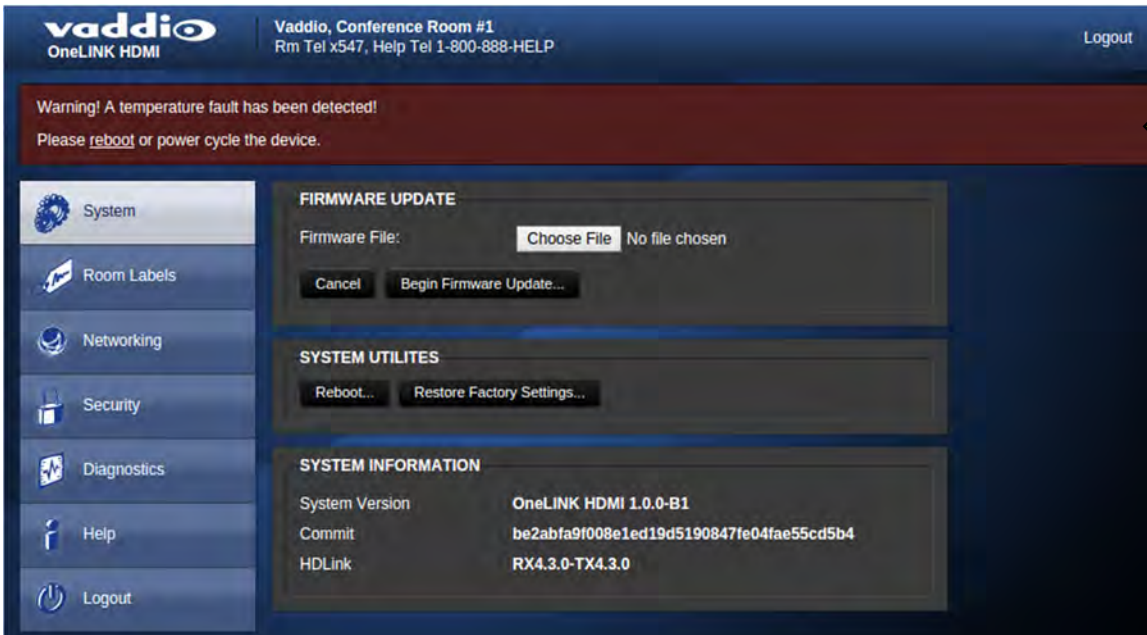 vaddio
OneLINK HDMI
Vaddio, Conference Room #1
Rm Tel x547, Help Tel 1-800-888-HELP
Logout
Warning! A temperature fault has been detected!
Please reboot or power cycle the device.
System
Room Labels
Networking
Security
Diagnostics
Help
Logout
FIRMWARE UPDATE
Firmware File: Choose File No file chosen
Cancel Begin Firmware Update...
SYSTEM UTILITES
Reboot... Restore Factory Settings...
SYSTEM INFORMATION
System Version OneLINK HDMI 1.0.0-B1
Commit be2abfa9f008e1ed19d5190847fe04fae55cd5b4
HDLink RX4.3.0-TX4.3.0